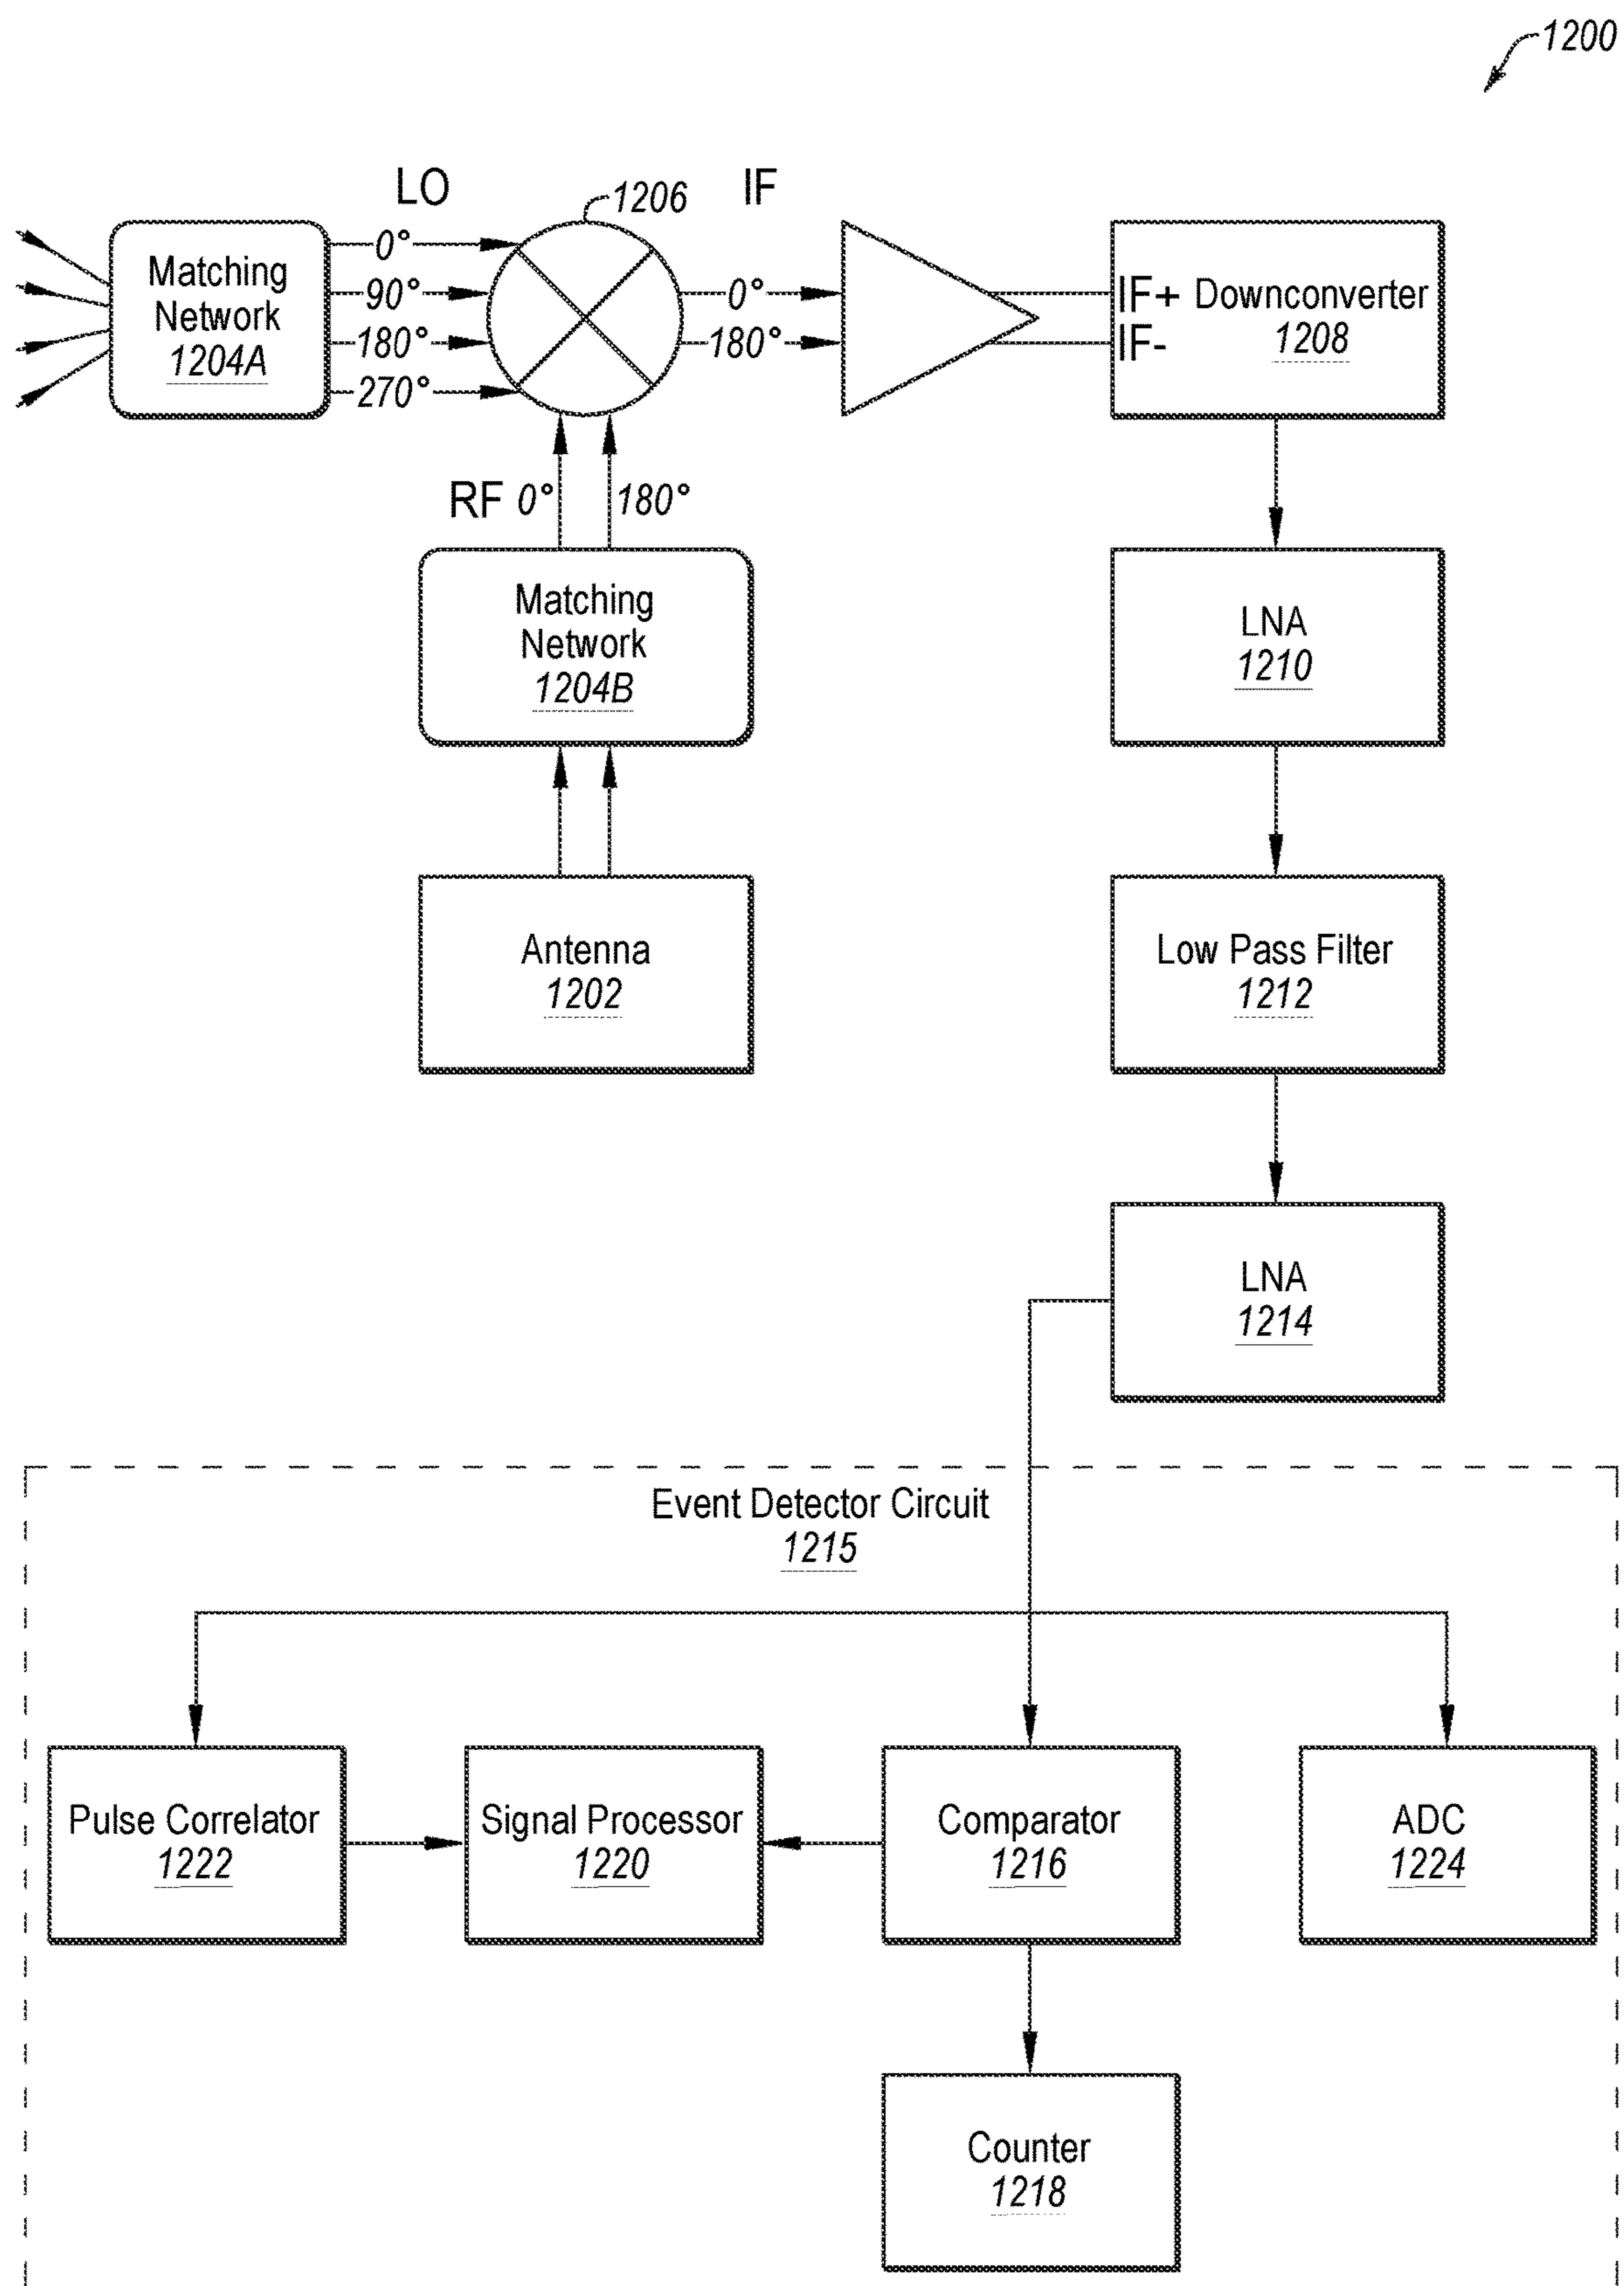 1200
LO
1206
IF
Matching
Network
1204A
0°
90°
180°
270°
0°
180°
IF+
IF-
Downconverter
1208
RF
0°
180°
Matching
Network
1204B
LNA
1210
Antenna
1202
Low Pass Filter
1212
LNA
1214
Event Detector Circuit
1215
Pulse Correlator
1222
Signal Processor
1220
Comparator
1216
ADC
1224
Counter
1218